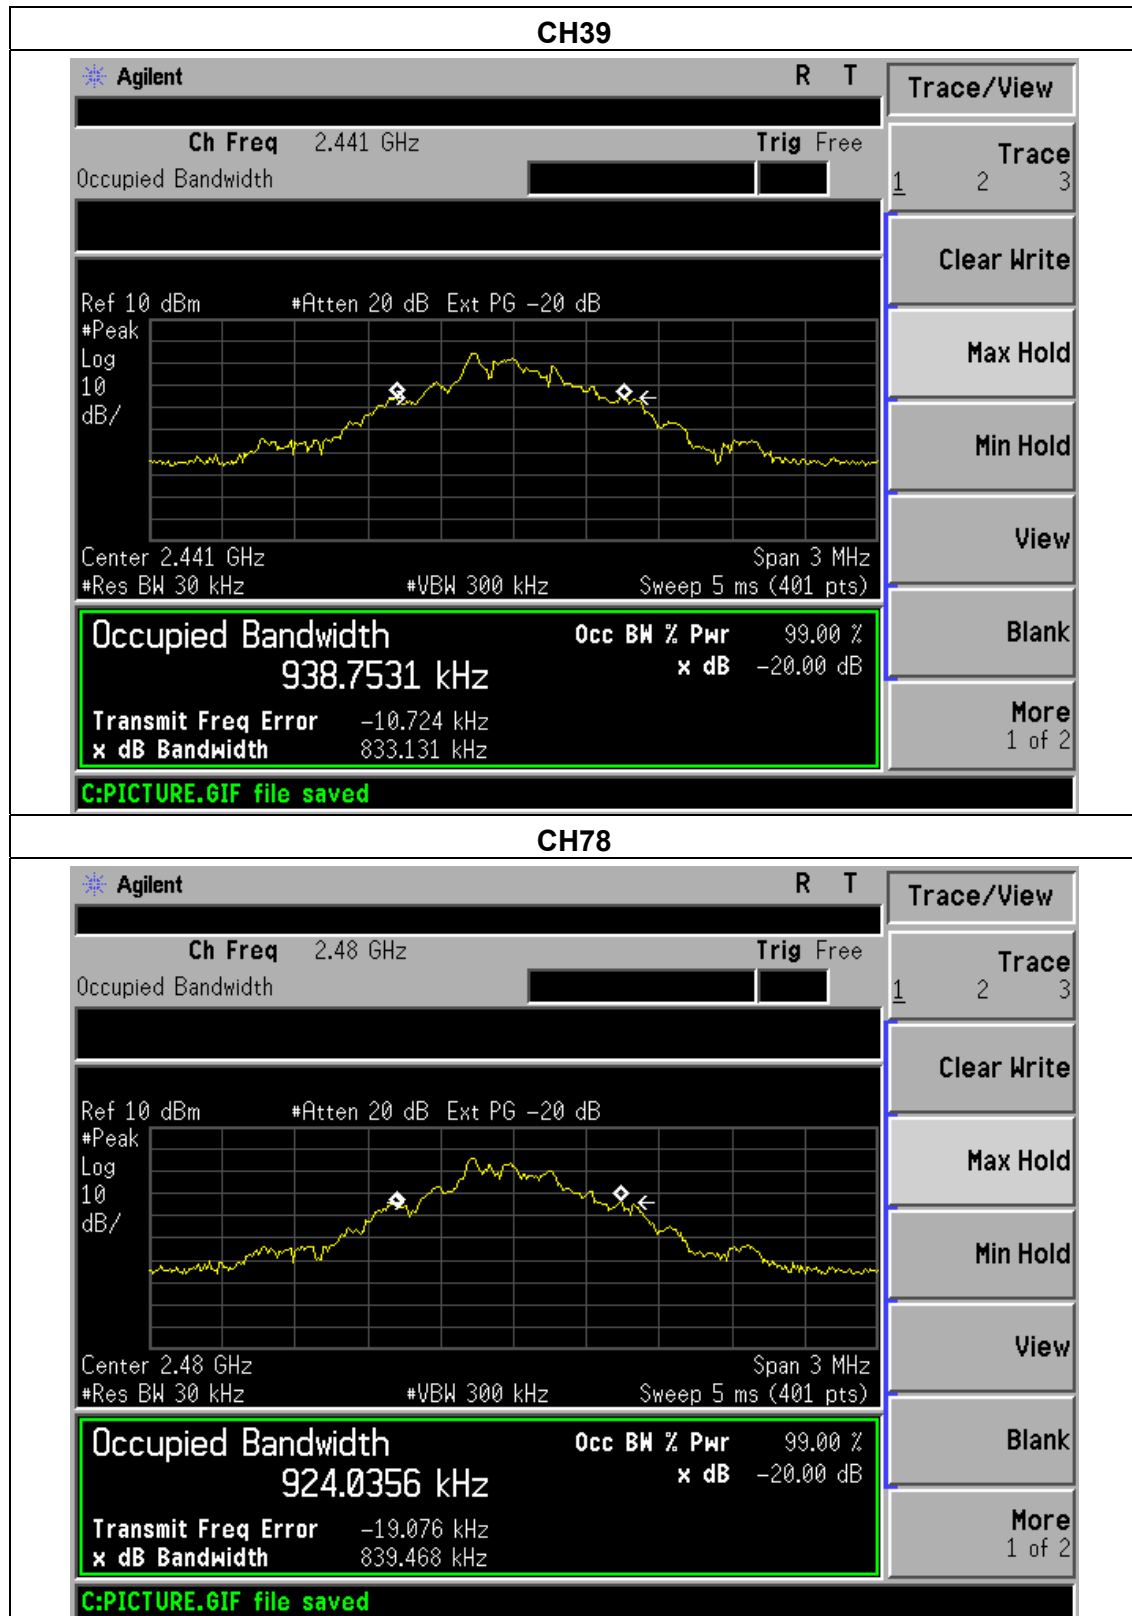 CH39
Agilent R T Trace/View
Ch Freq 2.441 GHz Trig Free
Occupied Bandwidth
Trace
1 2 3
Clear Write
Ref 10 dBm #Atten 20 dB Ext PG -20 dB
#Peak
Log
10
dB/
Max Hold
Min Hold
View
Center 2.441 GHz Span 3 MHz
#Res BW 30 kHz #VBW 300 kHz Sweep 5 ms (401 pts)
Occupied Bandwidth Occ BW % Pwr 99.00 %
938.7531 kHz x dB -20.00 dB
Blank
Transmit Freq Error -10.724 kHz
x dB Bandwidth 833.131 kHz
More
1 of 2
C:PICTURE.GIF file saved
CH78
Agilent R T Trace/View
Ch Freq 2.48 GHz Trig Free
Occupied Bandwidth
Trace
1 2 3
Clear Write
Ref 10 dBm #Atten 20 dB Ext PG -20 dB
#Peak
Log
10
dB/
Max Hold
Min Hold
View
Center 2.48 GHz Span 3 MHz
#Res BW 30 kHz #VBW 300 kHz Sweep 5 ms (401 pts)
Occupied Bandwidth Occ BW % Pwr 99.00 %
924.0356 kHz x dB -20.00 dB
Blank
Transmit Freq Error -19.076 kHz
x dB Bandwidth 839.468 kHz
More
1 of 2
C:PICTURE.GIF file saved